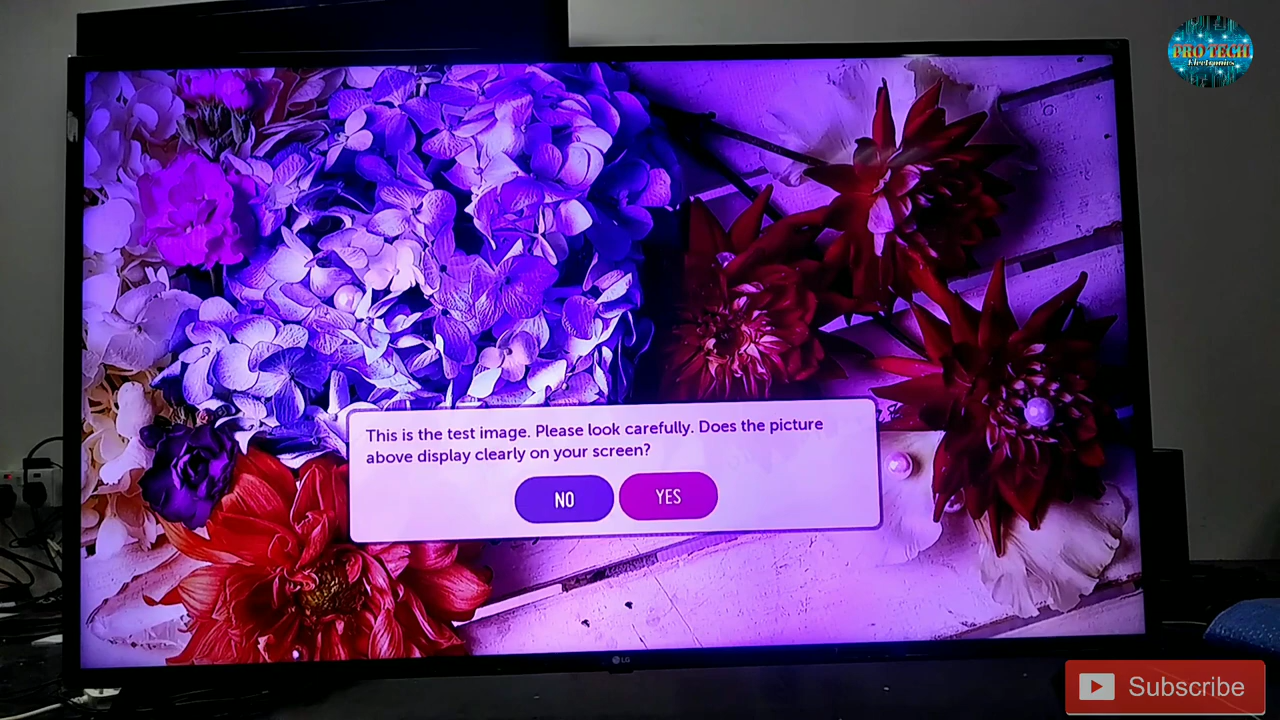 PRO TECH
Electronics
This is the test image. Please look carefully. Does the picture
above display clearly on your screen?
NO
YES
LG
Subscribe